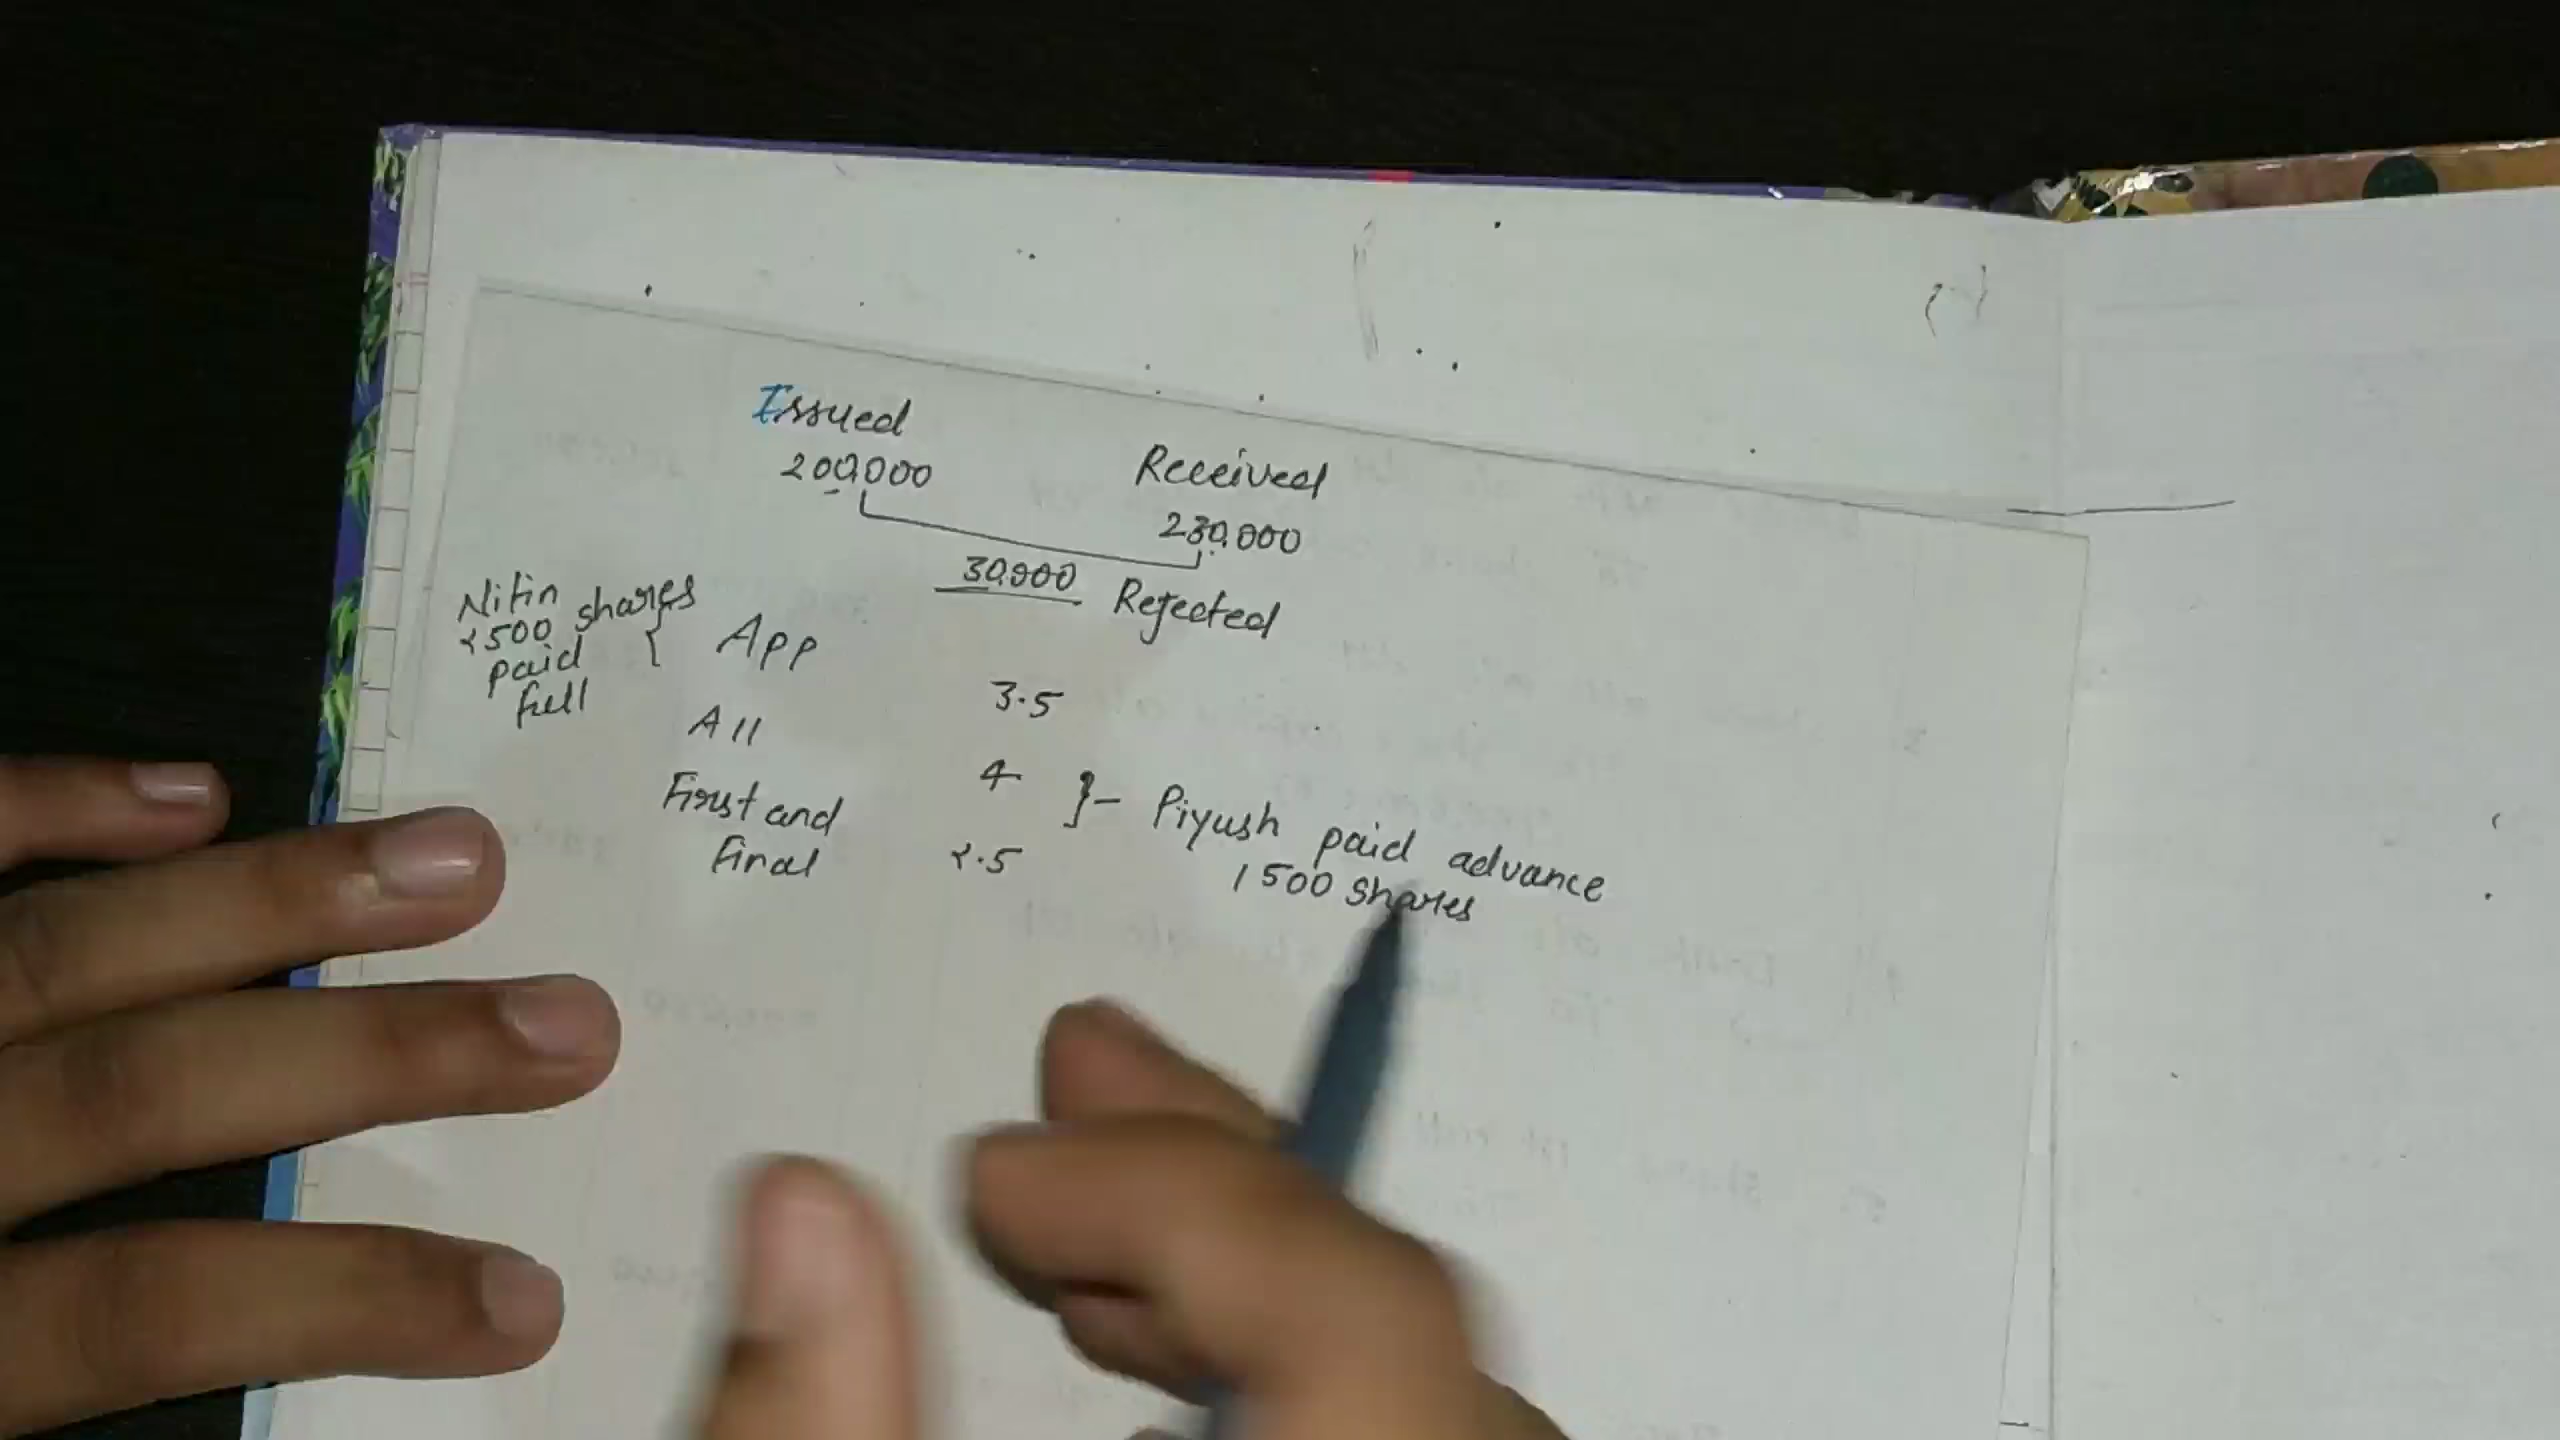 Issued
200,000
Received
230,000
30,000 Rejected
Nitin
2500 shares
paid
full
App
3.5
All
4
First and
final
2.5
Piyush paid advance
1500 shares